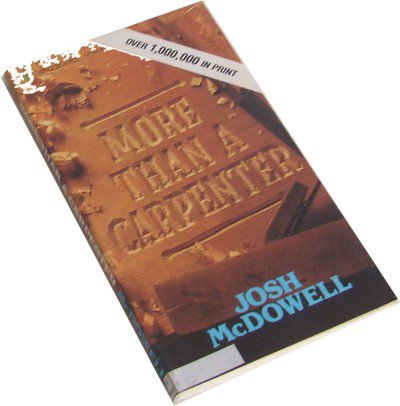 OVER 1,000,000 IN PRINT
MORE
THAN A
CARPENTER
JOSH
McDOWELL